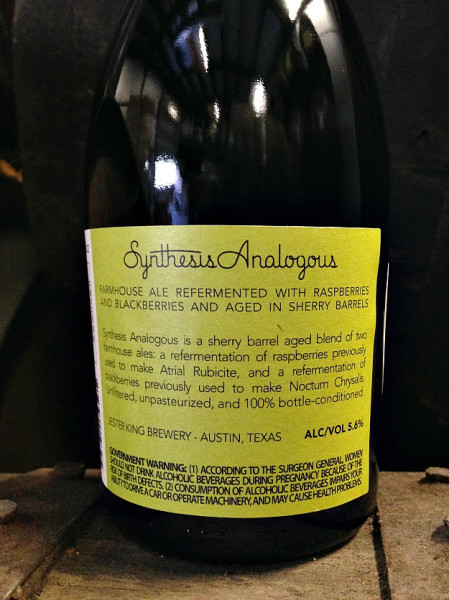 Synthesis Analogous
FARMHOUSE ALE REFERMENTED WITH RASPBERRIES
AND BLACKBERRIES AND AGED IN SHERRY BARRELS
Synthesis Analogous is a sherry barrel aged blend of two
farmhouse ales: a refermentation of raspberries previously
used to make Atrial Rubicite, and a refermentation of
blackberries previously used to make Nocturn Chrysalis.
Unfiltered, unpasteurized, and 100% bottle-conditioned.
JESTER KING BREWERY - AUSTIN, TEXAS ALC/VOL 5.6%
GOVERNMENT WARNING: (1) ACCORDING TO THE SURGEON GENERAL, WOMEN
SHOULD NOT DRINK ALCOHOLIC BEVERAGES DURING PREGNANCY BECAUSE OF THE
RISK OF BIRTH DEFECTS. (2) CONSUMPTION OF ALCOHOLIC BEVERAGES IMPAIRS YOUR
ABILITY TO DRIVE A CAR OR OPERATE MACHINERY, AND MAY CAUSE HEALTH PROBLEMS.